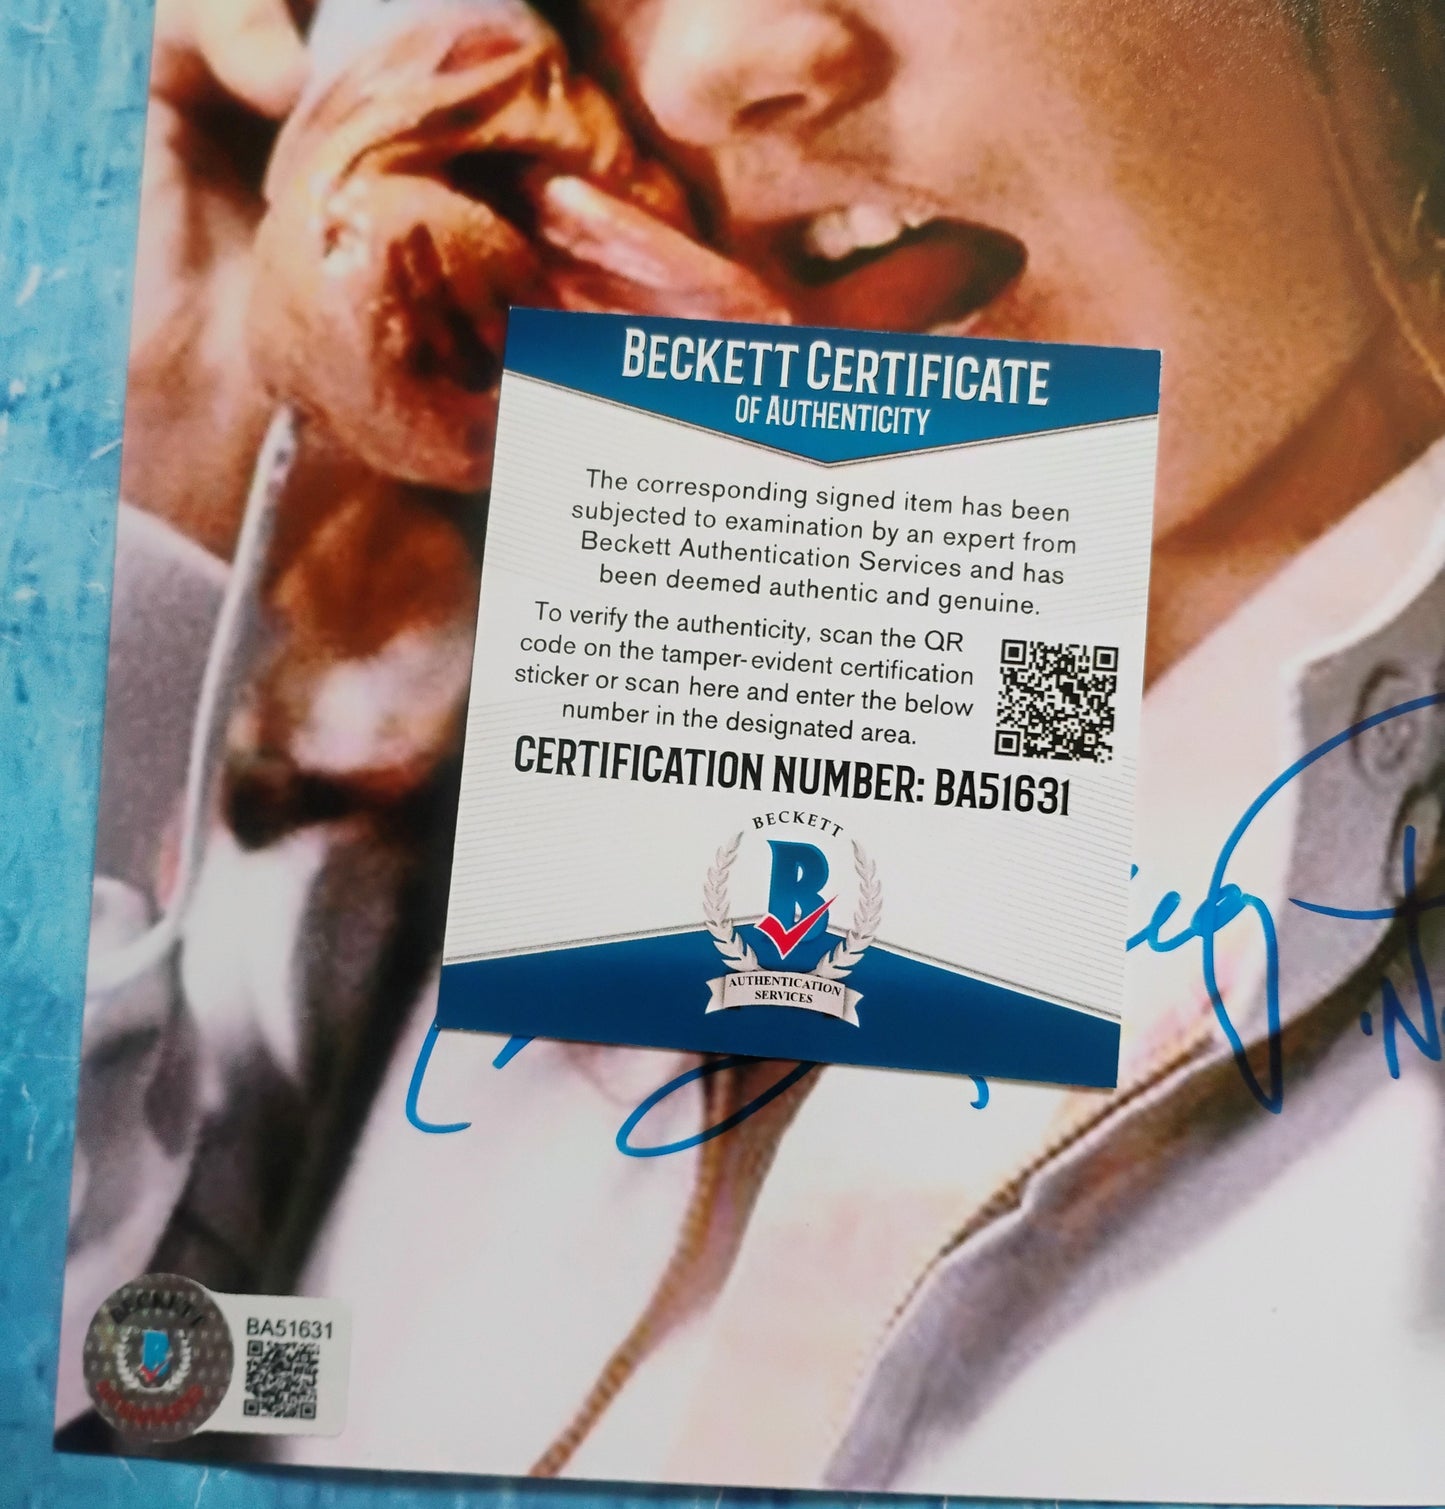 BECKETT CERTIFICATE
OF AUTHENTICITY
The corresponding signed item has been
subjected to examination by an expert from
Beckett Authentication Services and has
been deemed authentic and genuine.
To verify the authenticity, scan the QR
code on the tamper-evident certification
sticker or scan here and enter the below
number in the designated area.
CERTIFICATION NUMBER: BA51631
BECKETT
B
AUTHENTICATION
SERVICES
BECKETT
B
BA51631